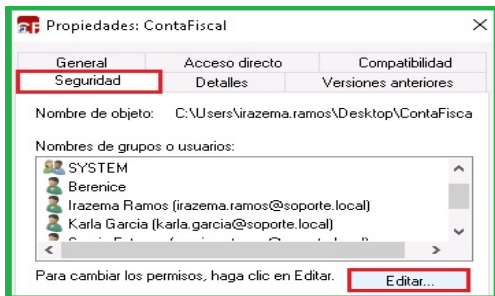 Propiedades: ContaFiscal
General Acceso directo Compatibilidad
Seguridad Detalles Versiones anteriores
Nombre de objeto: C:\Users\irazema.ramos\Desktop\ContaFisca
Nombres de grupos o usuarios:
SYSTEM
Berenice
Irazema Ramos (irazema.ramos@soporte.local)
Karla Garcia (karla.garcia@soporte.local)
Para cambiar los permisos, haga clic en Editar. Editar...